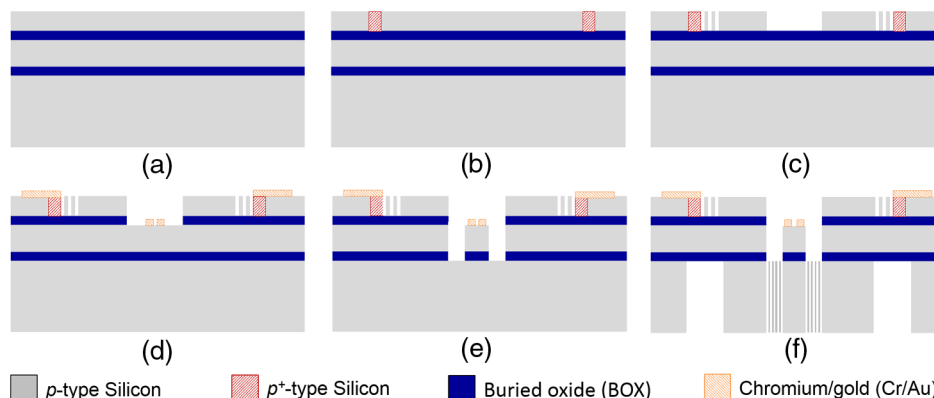 (a) (b) (c)
(d) (e) (f)
p-type Silicon p+-type Silicon Buried oxide (BOX) Chromium/gold (Cr/Au)